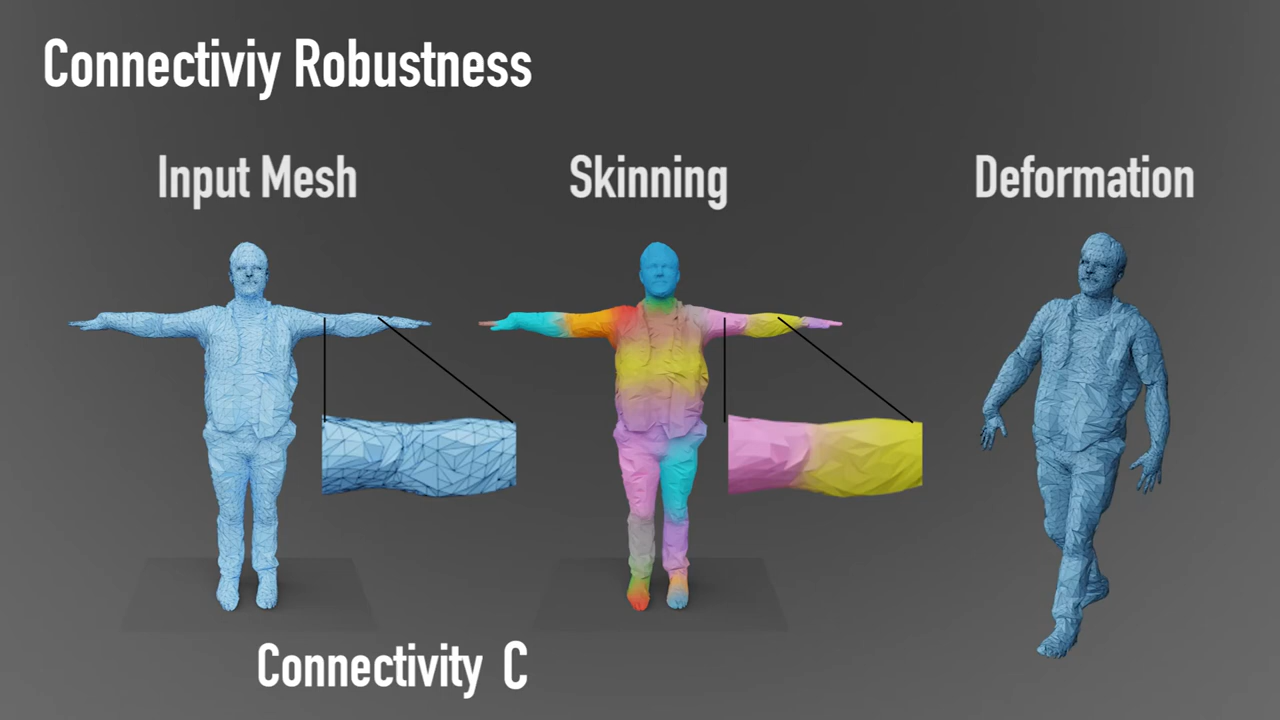 Connectiviy Robustness
Input Mesh
Skinning
Deformation
Connectivity C